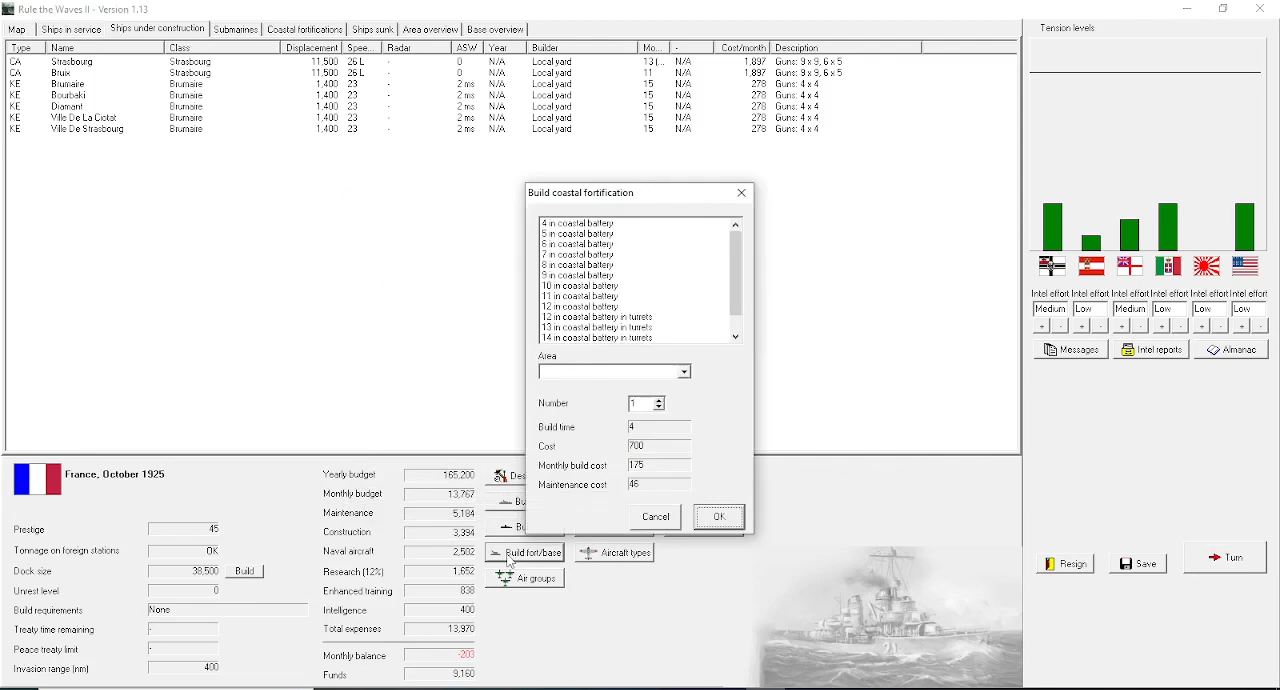 Rule the Waves II - Version 1.13
Map Ships in service Ships under construction Submarines Coastal fortifications Ships sunk Area overview Base overview
Type Name Class Displacement Spee... Radar ASW Year Builder Mo... - Cost/month Description
CA Strasbourg Strasbourg 11,500 26 L - 0 N/A Local yard 13 (... N/A 1,897 Guns: 9 x 9, 6 x 5
CA Bruix Strasbourg 11,500 26 L - 0 N/A Local yard 11 N/A 1,897 Guns: 9 x 9, 6 x 5
KE Brumaire Brumaire 1,400 23 - 2 ms N/A Local yard 15 N/A 278 Guns: 4 x 4
KE Bourbaki Brumaire 1,400 23 - 2 ms N/A Local yard 15 N/A 278 Guns: 4 x 4
KE Diamant Brumaire 1,400 23 - 2 ms N/A Local yard 15 N/A 278 Guns: 4 x 4
KE Ville De La Ciotat Brumaire 1,400 23 - 2 ms N/A Local yard 15 N/A 278 Guns: 4 x 4
KE Ville De Strasbourg Brumaire 1,400 23 - 2 ms N/A Local yard 15 N/A 278 Guns: 4 x 4
Build coastal fortification
4 in coastal battery
5 in coastal battery
6 in coastal battery
7 in coastal battery
8 in coastal battery
9 in coastal battery
10 in coastal battery
11 in coastal battery
12 in coastal battery
12 in coastal battery in turrets
13 in coastal battery in turrets
14 in coastal battery in turrets
Area
Number 1
Build time 4
Cost 700
Monthly build cost 175
Maintenance cost 46
Cancel OK
Tension levels
Intel effort Intel effort Intel effort Intel effort Intel effort Intel effort
Medium Low Medium Low Low Low
+ - + - + - + - + - + -
Messages Intel reports Almanac
France, October 1925
Prestige 45
Tonnage on foreign stations OK
Dock size 38,500 Build
Unrest level 0
Build requirements None
Treaty time remaining -
Peace treaty limit -
Invasion range (nm) 400
Yearly budget 165,200
Monthly budget 13,767
Maintenance 5,184
Construction 3,394
Naval aircraft 2,502
Research (12%) 1,652
Enhanced training 838
Intelligence 400
Total expenses 13,970
Monthly balance -203
Funds 9,160
Des
Bu
Bu
Build fort/base Aircraft types
Air groups
Resign Save Turn
21